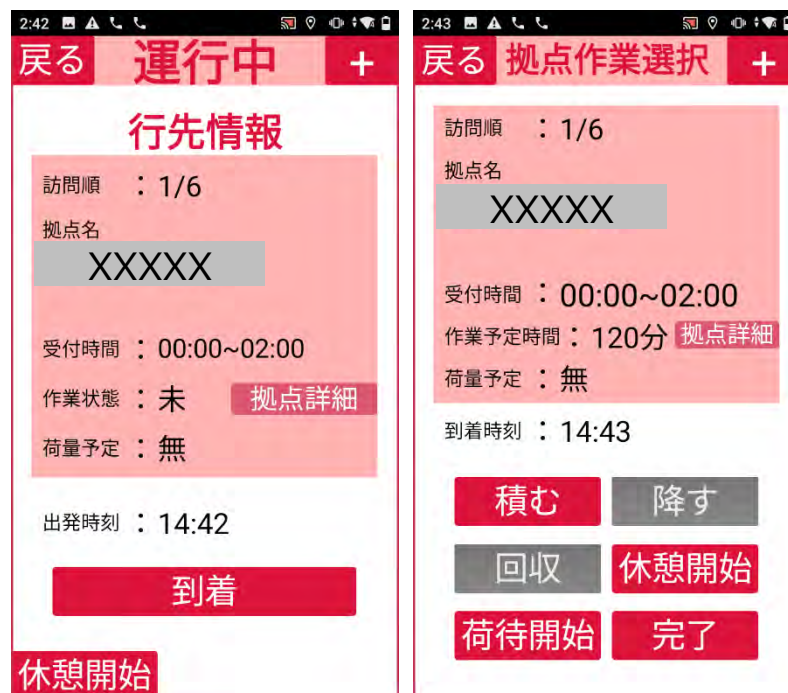 2:42
戻る 運行中 +
行先情報
訪問順 : 1/6
拠点名
XXXXX
受付時間 : 00:00~02:00
作業状態 : 未 拠点詳細
荷量予定 : 無
出発時刻 : 14:42
到着
休憩開始
2:43
戻る 拠点作業選択 +
訪問順 : 1/6
拠点名
XXXXX
受付時間 : 00:00~02:00
作業予定時間 : 120分 拠点詳細
荷量予定 : 無
到着時刻 : 14:43
積む 降す
回収 休憩開始
荷待開始 完了